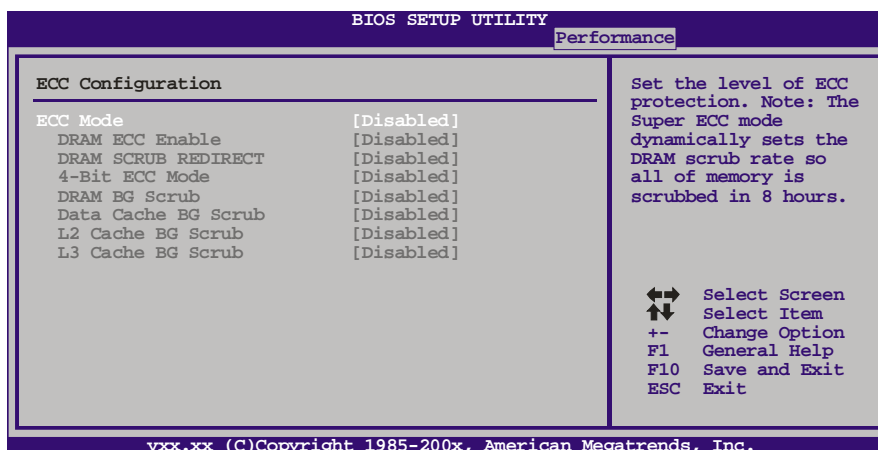 BIOS SETUP UTILITY
Performance
ECC Configuration
ECC Mode [Disabled]
DRAM ECC Enable [Disabled]
DRAM SCRUB REDIRECT [Disabled]
4-Bit ECC Mode [Disabled]
DRAM BG Scrub [Disabled]
Data Cache BG Scrub [Disabled]
L2 Cache BG Scrub [Disabled]
L3 Cache BG Scrub [Disabled]
Set the level of ECC
protection. Note: The
Super ECC mode
dynamically sets the
DRAM scrub rate so
all of memory is
scrubbed in 8 hours.
Select Screen
Select Item
+- Change Option
F1 General Help
F10 Save and Exit
ESC Exit
vxx.xx (C)Copyright 1985-200x, American Megatrends, Inc.